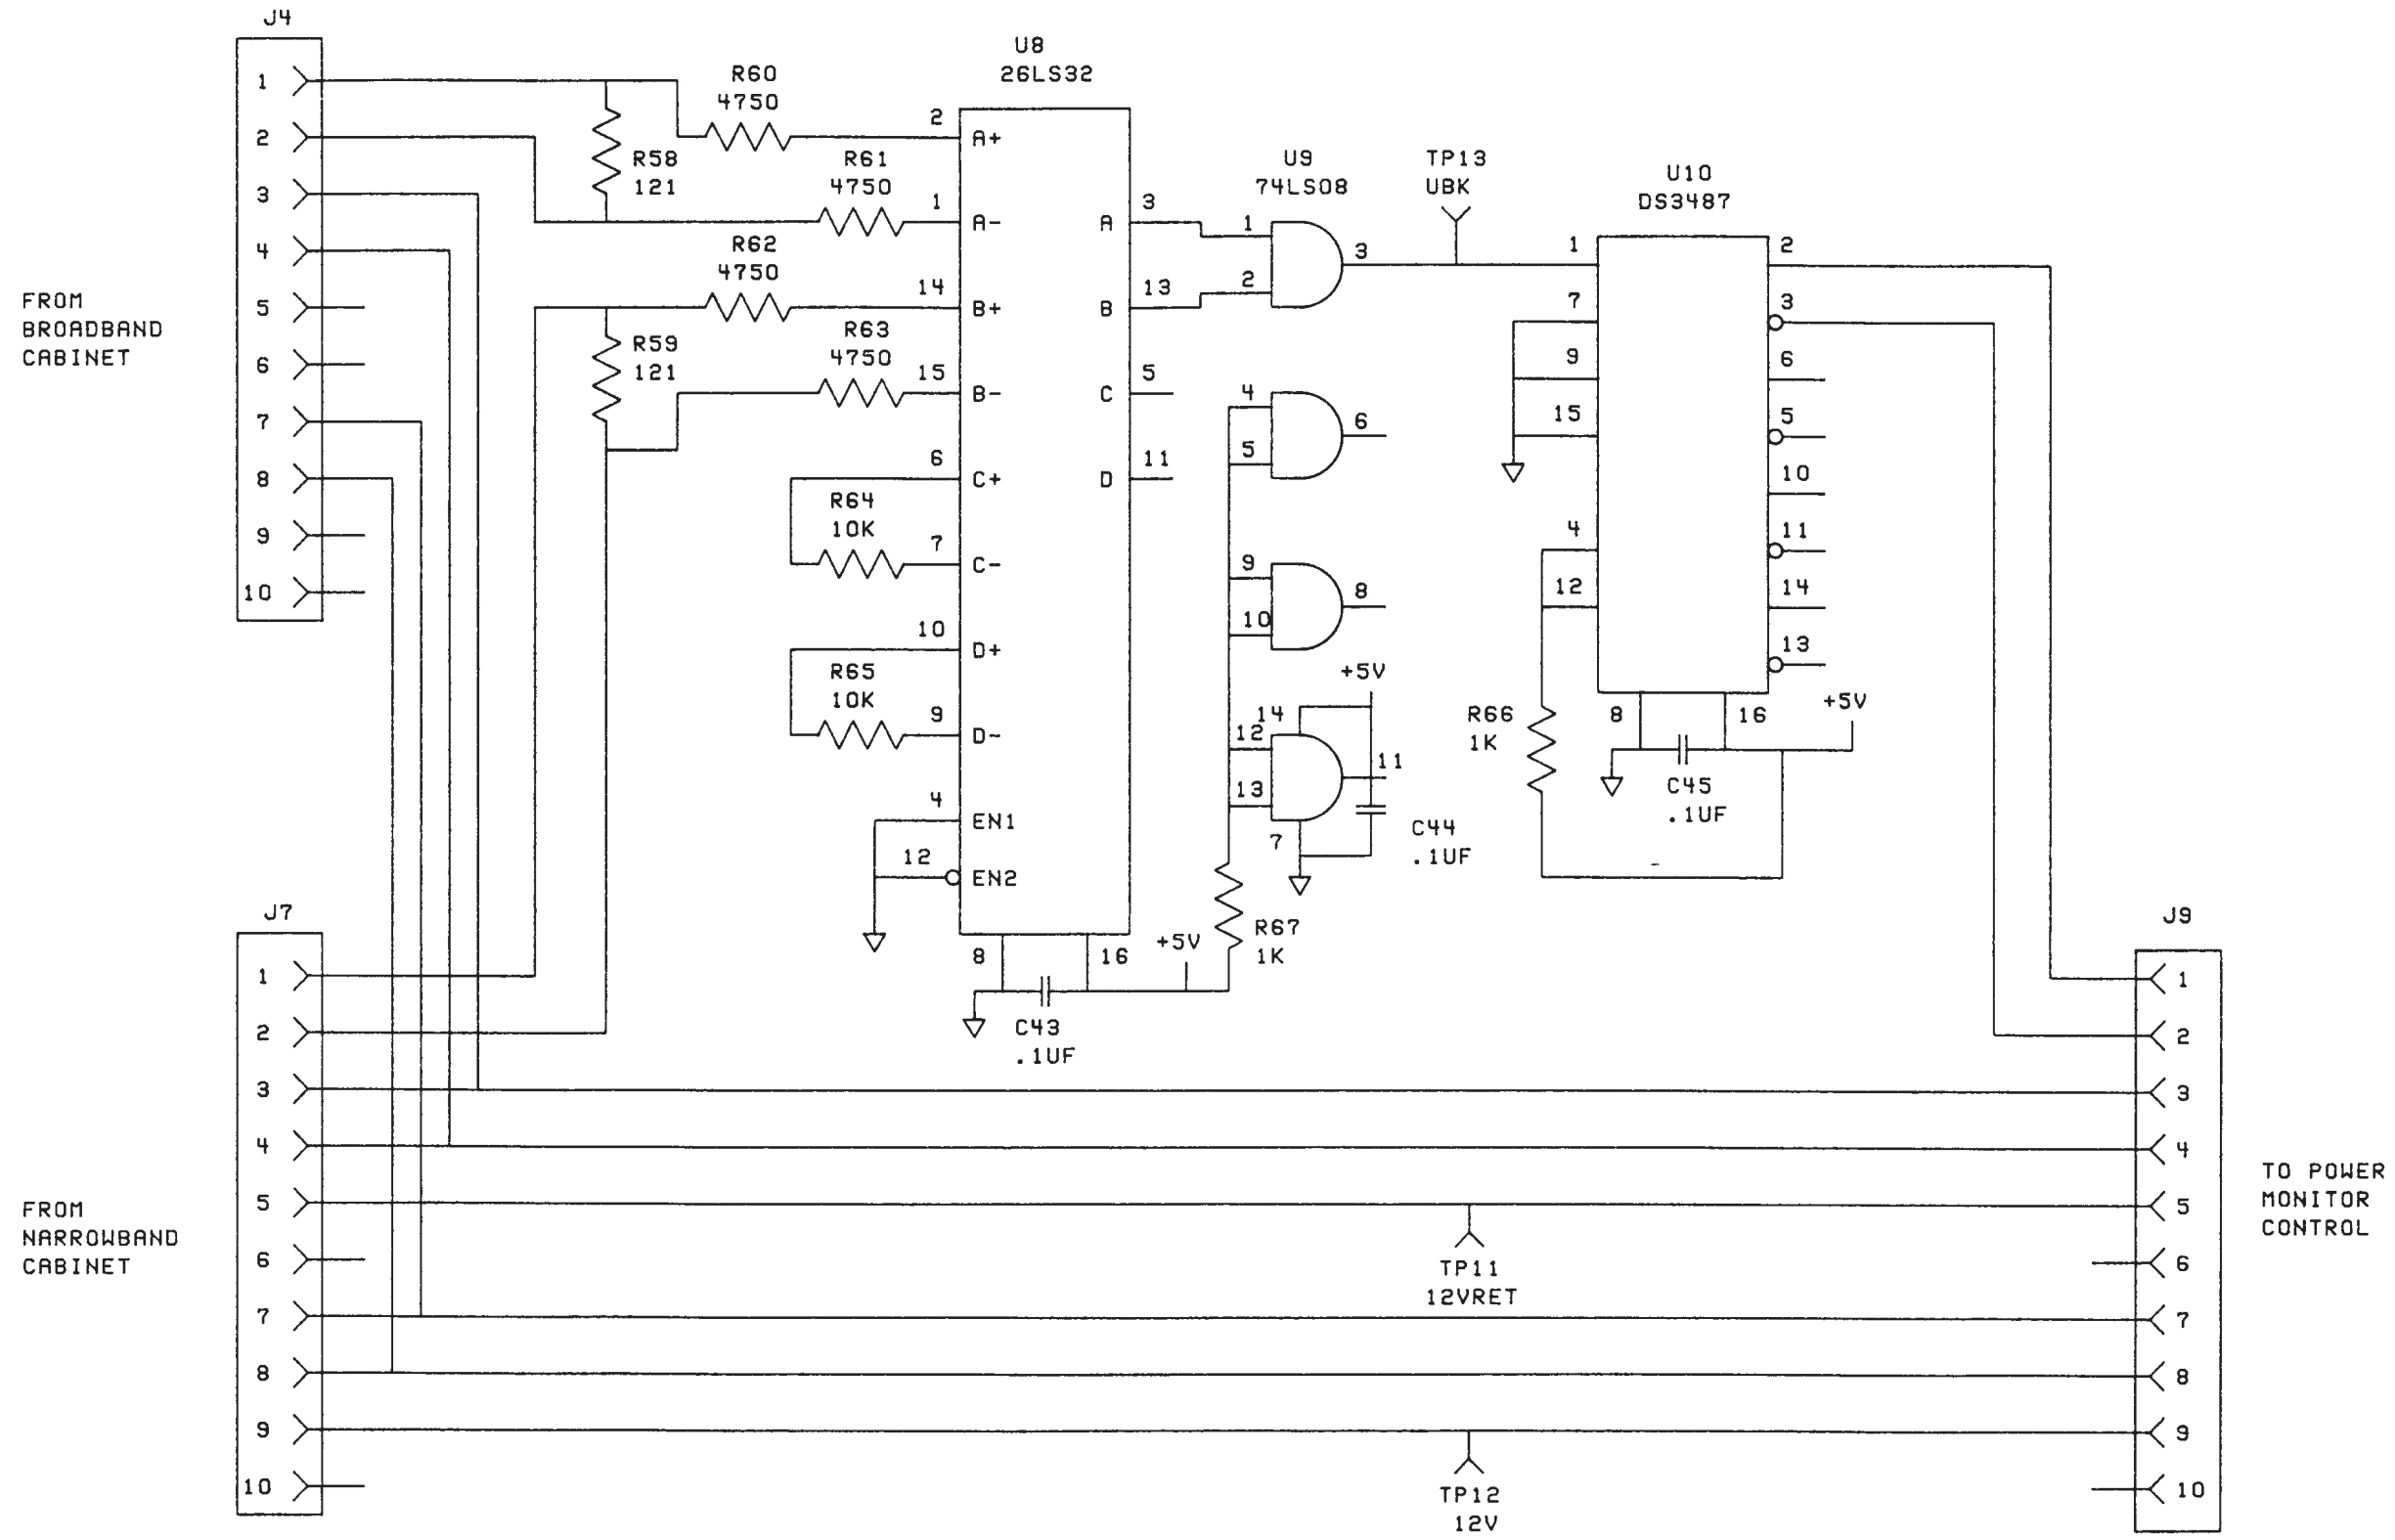 J4
1
2
3
4
5
6
7
8
9
10
FROM
BROADBAND
CABINET
R60
4750
R58
121
R61
4750
R62
4750
R59
121
R63
4750
R64
10K
R65
10K
U8
26LS32
2
A+
1
A-
14
B+
15
B-
6
C+
7
C-
10
D+
9
D-
4
EN1
12
EN2
A
3
B
13
C
5
D
11
8
16
C43
.1UF
+5V
R67
1K
U9
74LS08
1
2
3
4
5
6
9
10
8
+5V
14
12
13
11
7
C44
.1UF
TP13
UBK
U10
DS3487
1
7
9
15
4
12
2
3
6
5
10
11
14
13
8
16
+5V
R66
1K
C45
.1UF
J7
1
2
3
4
5
6
7
8
9
10
FROM
NARROWBAND
CABINET
TP11
12VRET
TP12
12V
J9
1
2
3
4
5
6
7
8
9
10
TO POWER
MONITOR
CONTROL